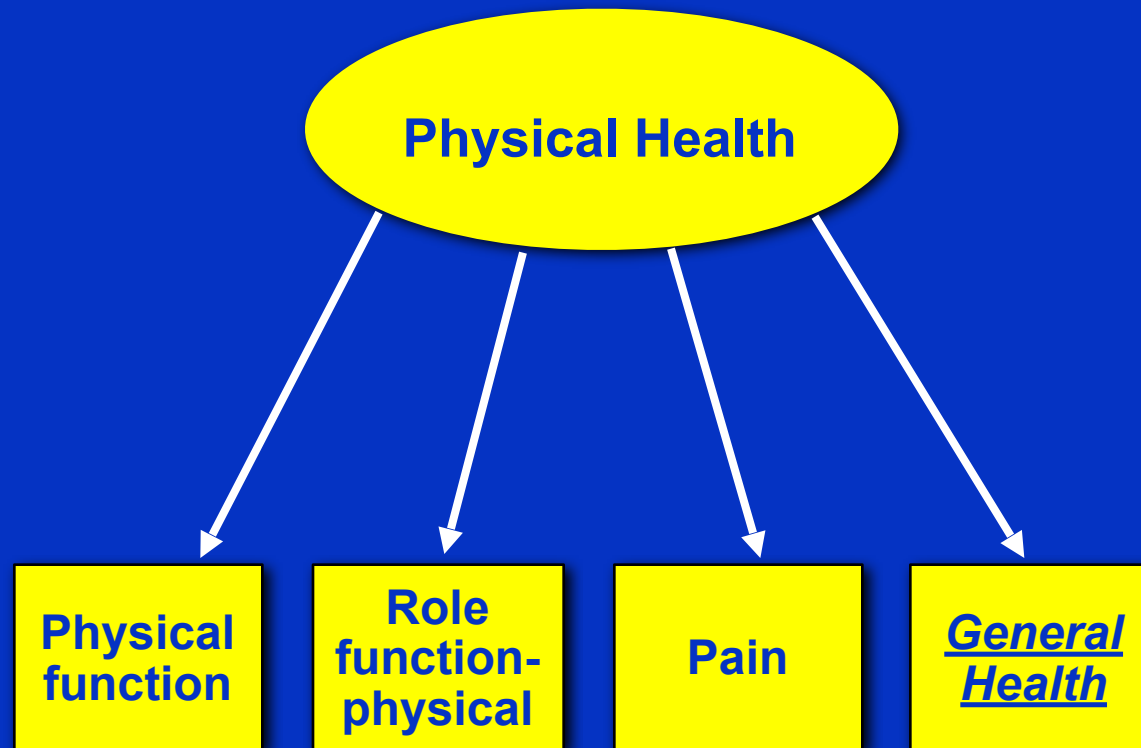 Physical Health
Physical
function
Role
function-
physical
Pain
General
Health